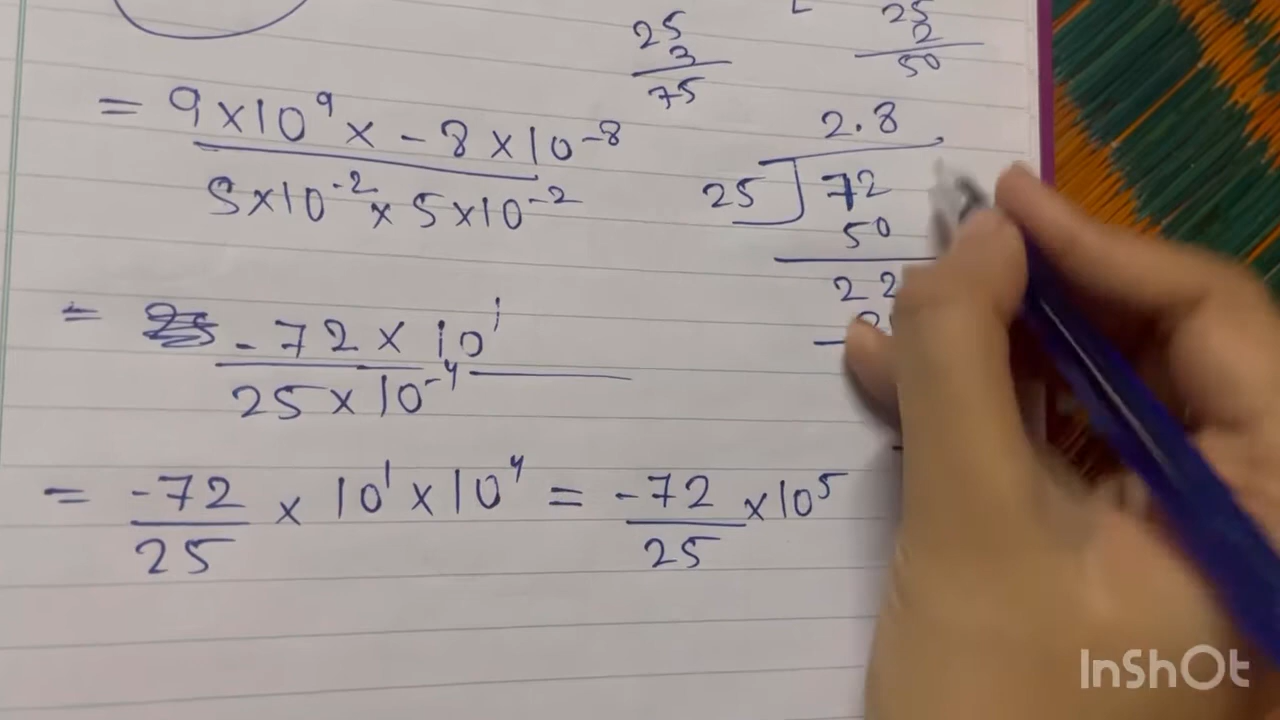 25
3
75
25
2
50
= 9×10⁹ × -8×10⁻⁸
5×10⁻² × 5×10⁻²
2.8
25 72
50
22
= -72 × 10¹
25 × 10⁻⁴
= -72/25 × 10¹ × 10⁴ = -72/25 × 10⁵
InShOt